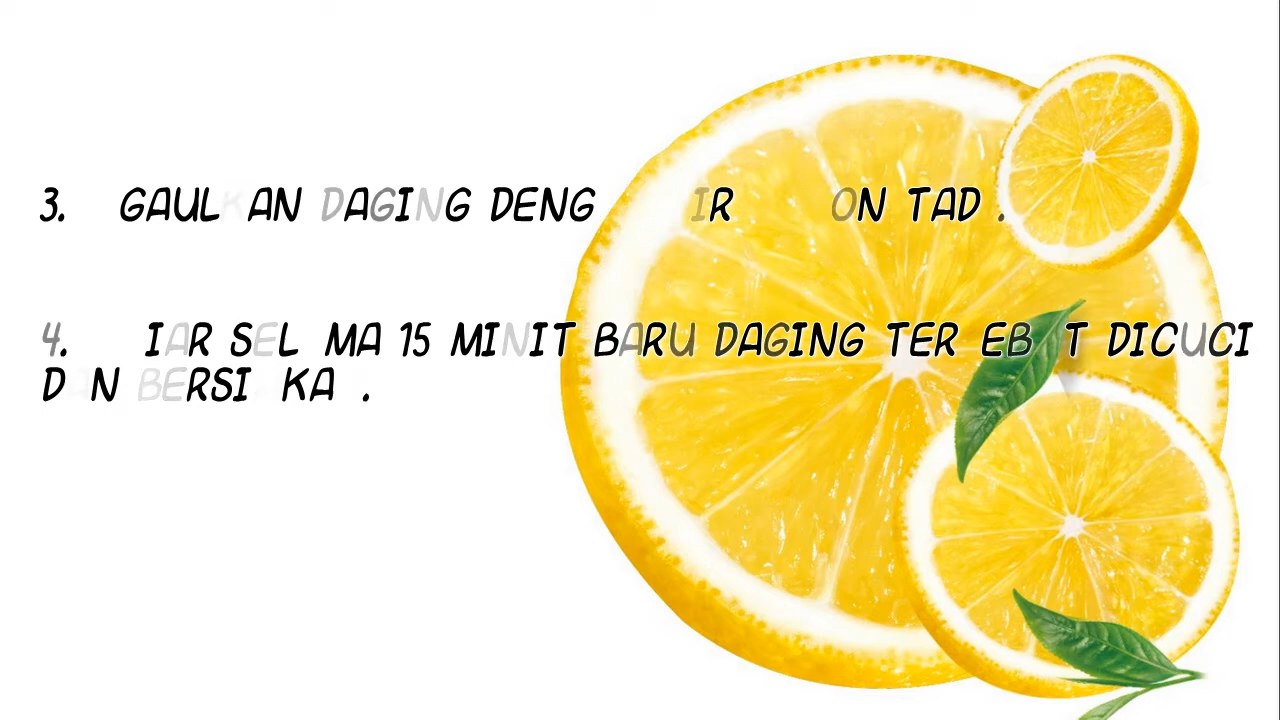 3. GAULKAN DAGING DENG IR ON TAD .
4. IAR SEL MA 15 MINIT BARU DAGING TER EB T DICUCI
DAN BERSI KA .